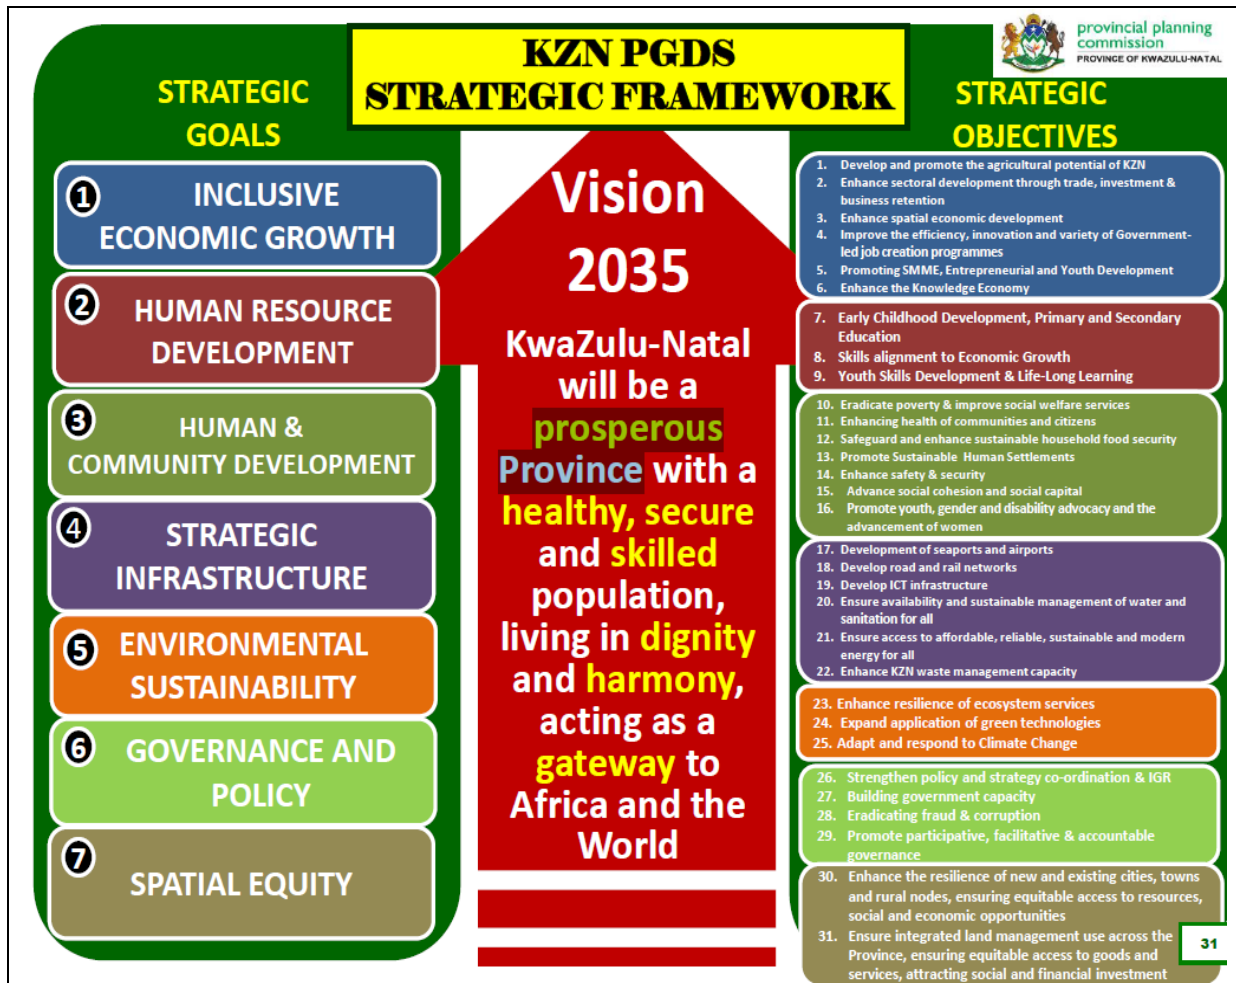 KZN PGDS
STRATEGIC FRAMEWORK
provincial planning
commission
PROVINCE OF KWAZULU-NATAL
STRATEGIC
GOALS
1
INCLUSIVE
ECONOMIC GROWTH
2
HUMAN RESOURCE
DEVELOPMENT
3
HUMAN &
COMMUNITY DEVELOPMENT
4
STRATEGIC
INFRASTRUCTURE
5
ENVIRONMENTAL
SUSTAINABILITY
6
GOVERNANCE AND
POLICY
7
SPATIAL EQUITY
Vision
2035
KwaZulu-Natal
will be a
prosperous
Province with a
healthy, secure
and skilled
population,
living in dignity
and harmony,
acting as a
gateway to
Africa and the
World
STRATEGIC
OBJECTIVES
1. Develop and promote the agricultural potential of KZN
2. Enhance sectoral development through trade, investment &
business retention
3. Enhance spatial economic development
4. Improve the efficiency, innovation and variety of Government-
led job creation programmes
5. Promoting SMME, Entrepreneurial and Youth Development
6. Enhance the Knowledge Economy
7. Early Childhood Development, Primary and Secondary
Education
8. Skills alignment to Economic Growth
9. Youth Skills Development & Life-Long Learning
10. Eradicate poverty & improve social welfare services
11. Enhancing health of communities and citizens
12. Safeguard and enhance sustainable household food security
13. Promote Sustainable Human Settlements
14. Enhance safety & security
15. Advance social cohesion and social capital
16. Promote youth, gender and disability advocacy and the
advancement of women
17. Development of seaports and airports
18. Develop road and rail networks
19. Develop ICT infrastructure
20. Ensure availability and sustainable management of water and
sanitation for all
21. Ensure access to affordable, reliable, sustainable and modern
energy for all
22. Enhance KZN waste management capacity
23. Enhance resilience of ecosystem services
24. Expand application of green technologies
25. Adapt and respond to Climate Change
26. Strengthen policy and strategy co-ordination & IGR
27. Building government capacity
28. Eradicating fraud & corruption
29. Promote participative, facilitative & accountable
governance
30. Enhance the resilience of new and existing cities, towns
and rural nodes, ensuring equitable access to resources,
social and economic opportunities
31. Ensure integrated land management use across the
Province, ensuring equitable access to goods and
services, attracting social and financial investment
31